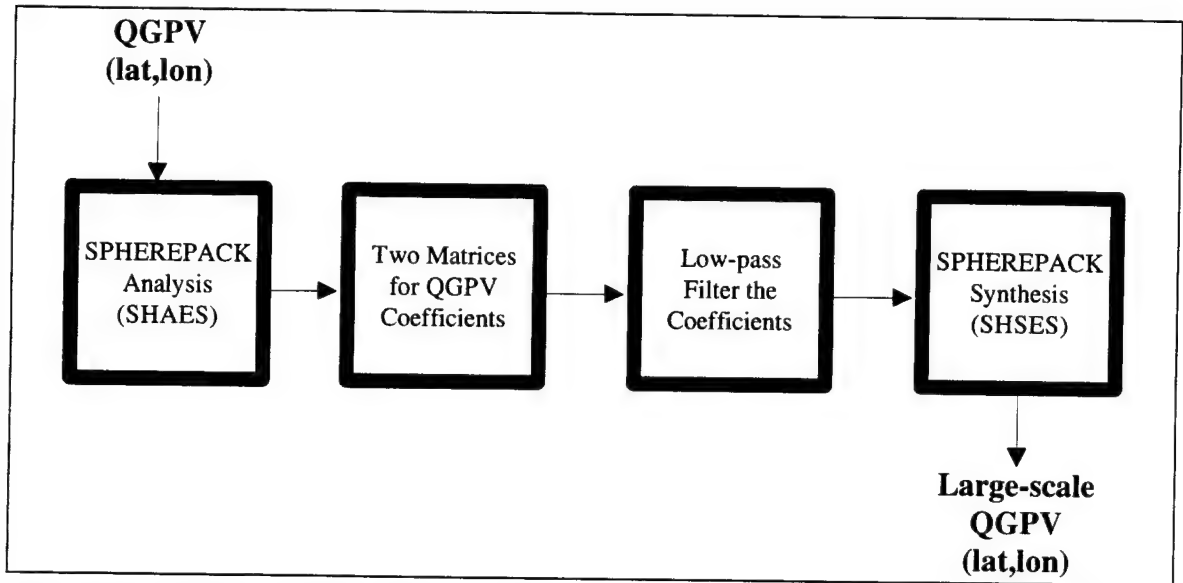 QGPV
(lat,lon)
SPHEREPACK
Analysis
(SHAES)
Two Matrices
for QGPV
Coefficients
Low-pass
Filter the
Coefficients
SPHEREPACK
Synthesis
(SHSES)
Large-scale
QGPV
(lat,lon)